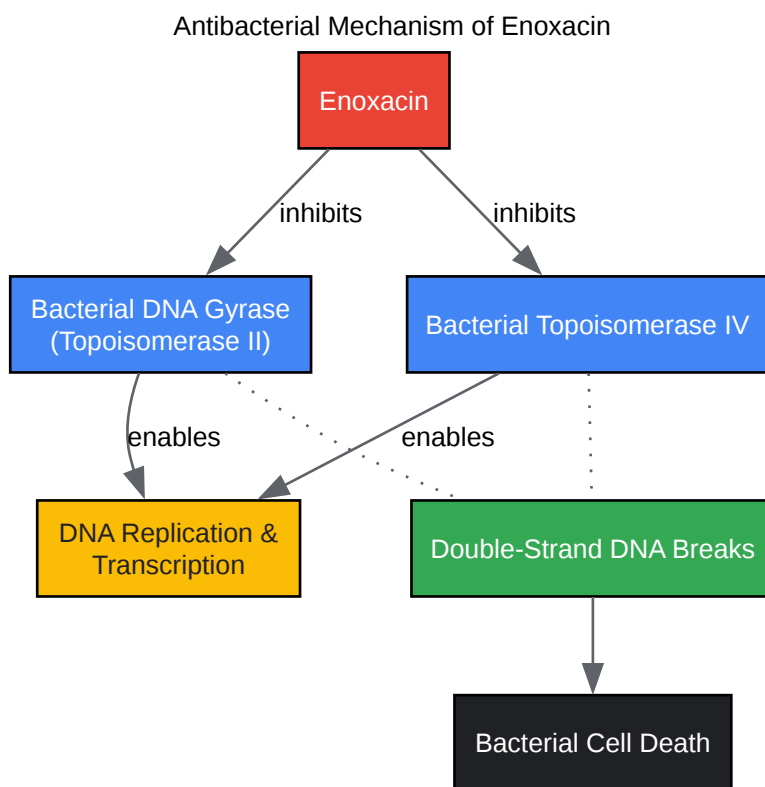 Antibacterial Mechanism of Enoxacin
Enoxacin
inhibits
inhibits
Bacterial DNA Gyrase
(Topoisomerase II)
Bacterial Topoisomerase IV
enables
enables
DNA Replication &
Transcription
Double-Strand DNA Breaks
Bacterial Cell Death